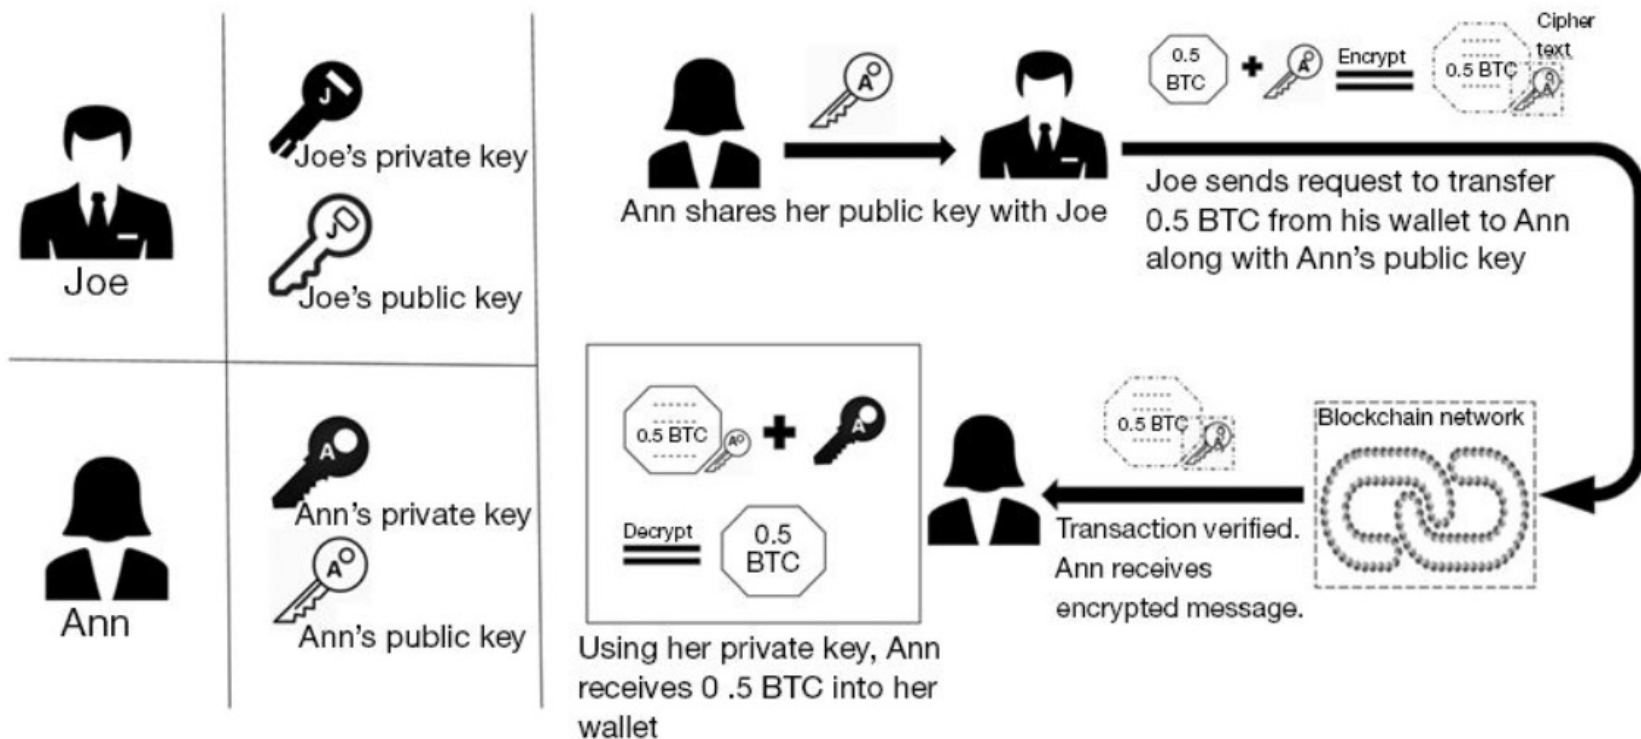 J
Joe's private key
J
Joe's public key
Joe
A
Ann's private key
A
Ann's public key
Ann
A
Ann shares her public key with Joe
0.5
BTC
A
Encrypt
Cipher
text
0.5 BTC
A
Joe sends request to transfer
0.5 BTC from his wallet to Ann
along with Ann's public key
Blockchain network
0.5 BTC
A
Transaction verified.
Ann receives
encrypted message.
0.5 BTC
A
A
Decrypt
0.5
BTC
Using her private key, Ann
receives 0 .5 BTC into her
wallet